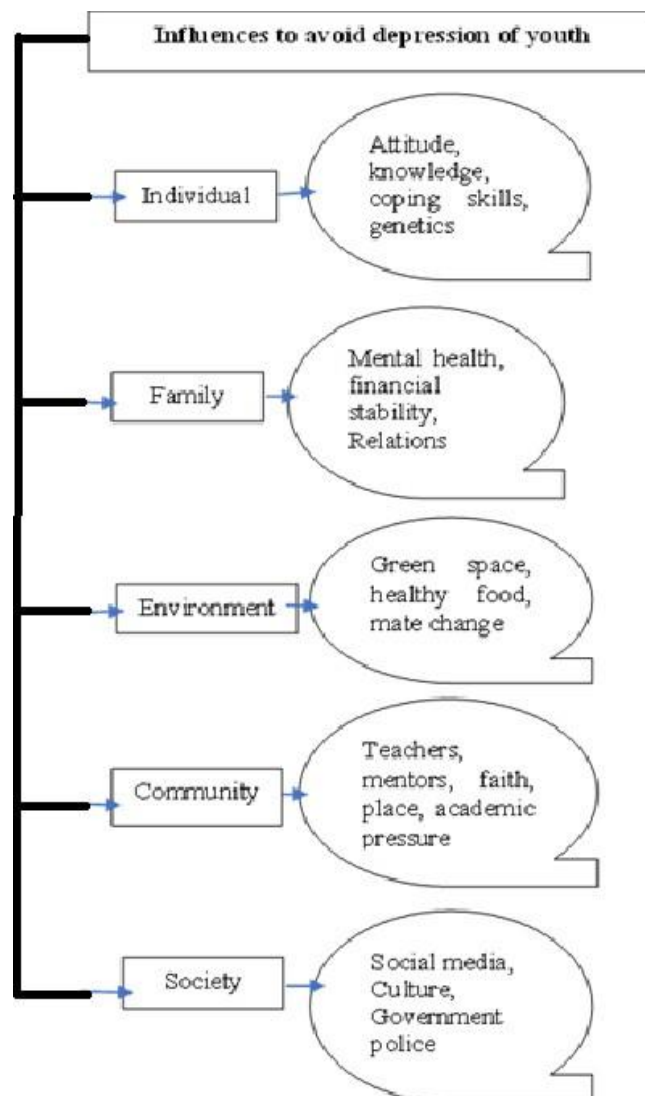 Influences to avoid depression of youth
Individual
Attitude,
knowledge,
coping skills,
genetics
Family
Mental health,
financial
stability,
Relations
Environment
Green space,
healthy food,
mate change
Community
Teachers,
mentors, faith,
place, academic
pressure
Society
Social media,
Culture,
Government
police